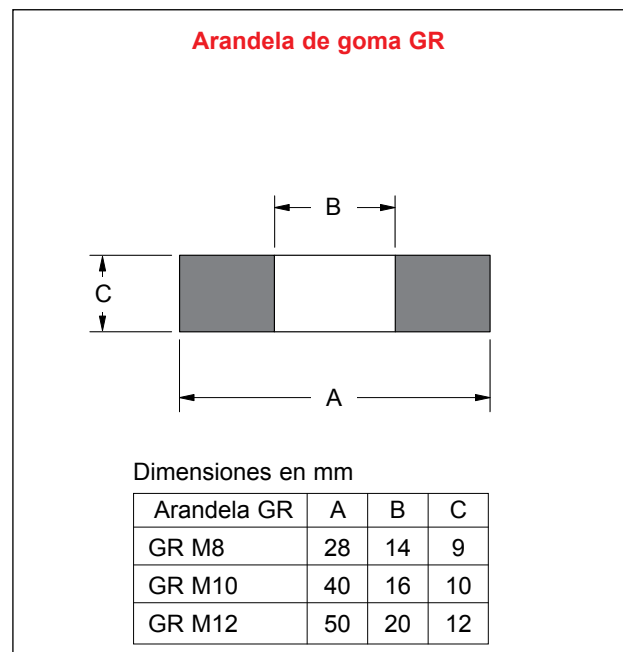 Arandela de goma GR
B
C
A
Dimensiones en mm
Arandela GR A B C
GR M8 28 14 9
GR M10 40 16 10
GR M12 50 20 12